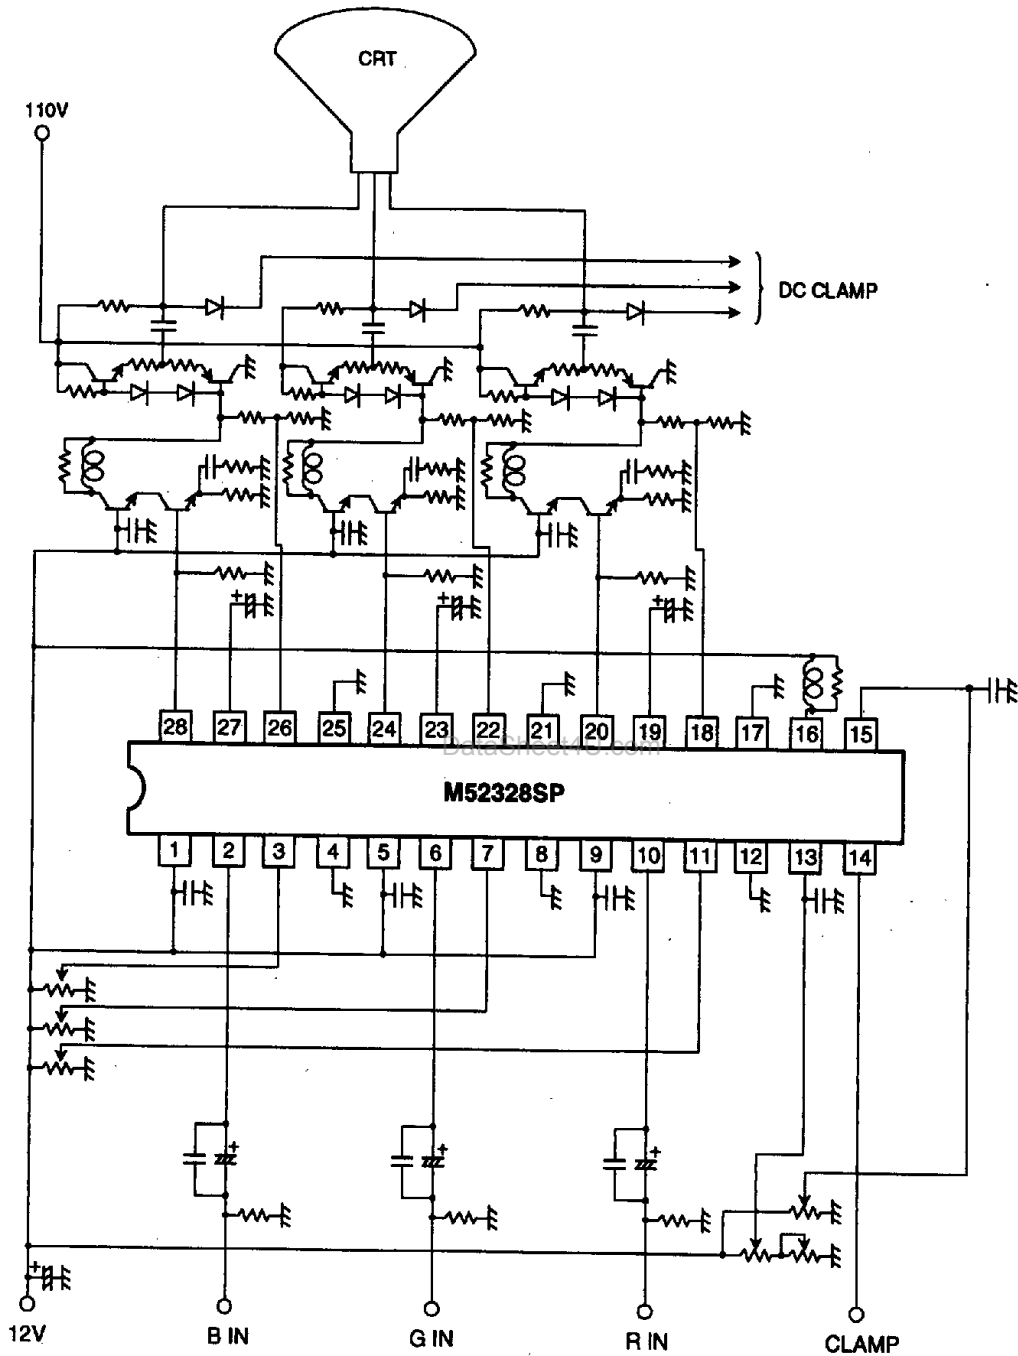 CRT
110V
DC CLAMP
+
+
+
28 27 26 25 24 23 22 21 20 19 18 17 16 15
DataSheet4U.com
M52328SP
1 2 3 4 5 6 7 8 9 10 11 12 13 14
+
+
+
+
12V
B IN
G IN
R IN
CLAMP